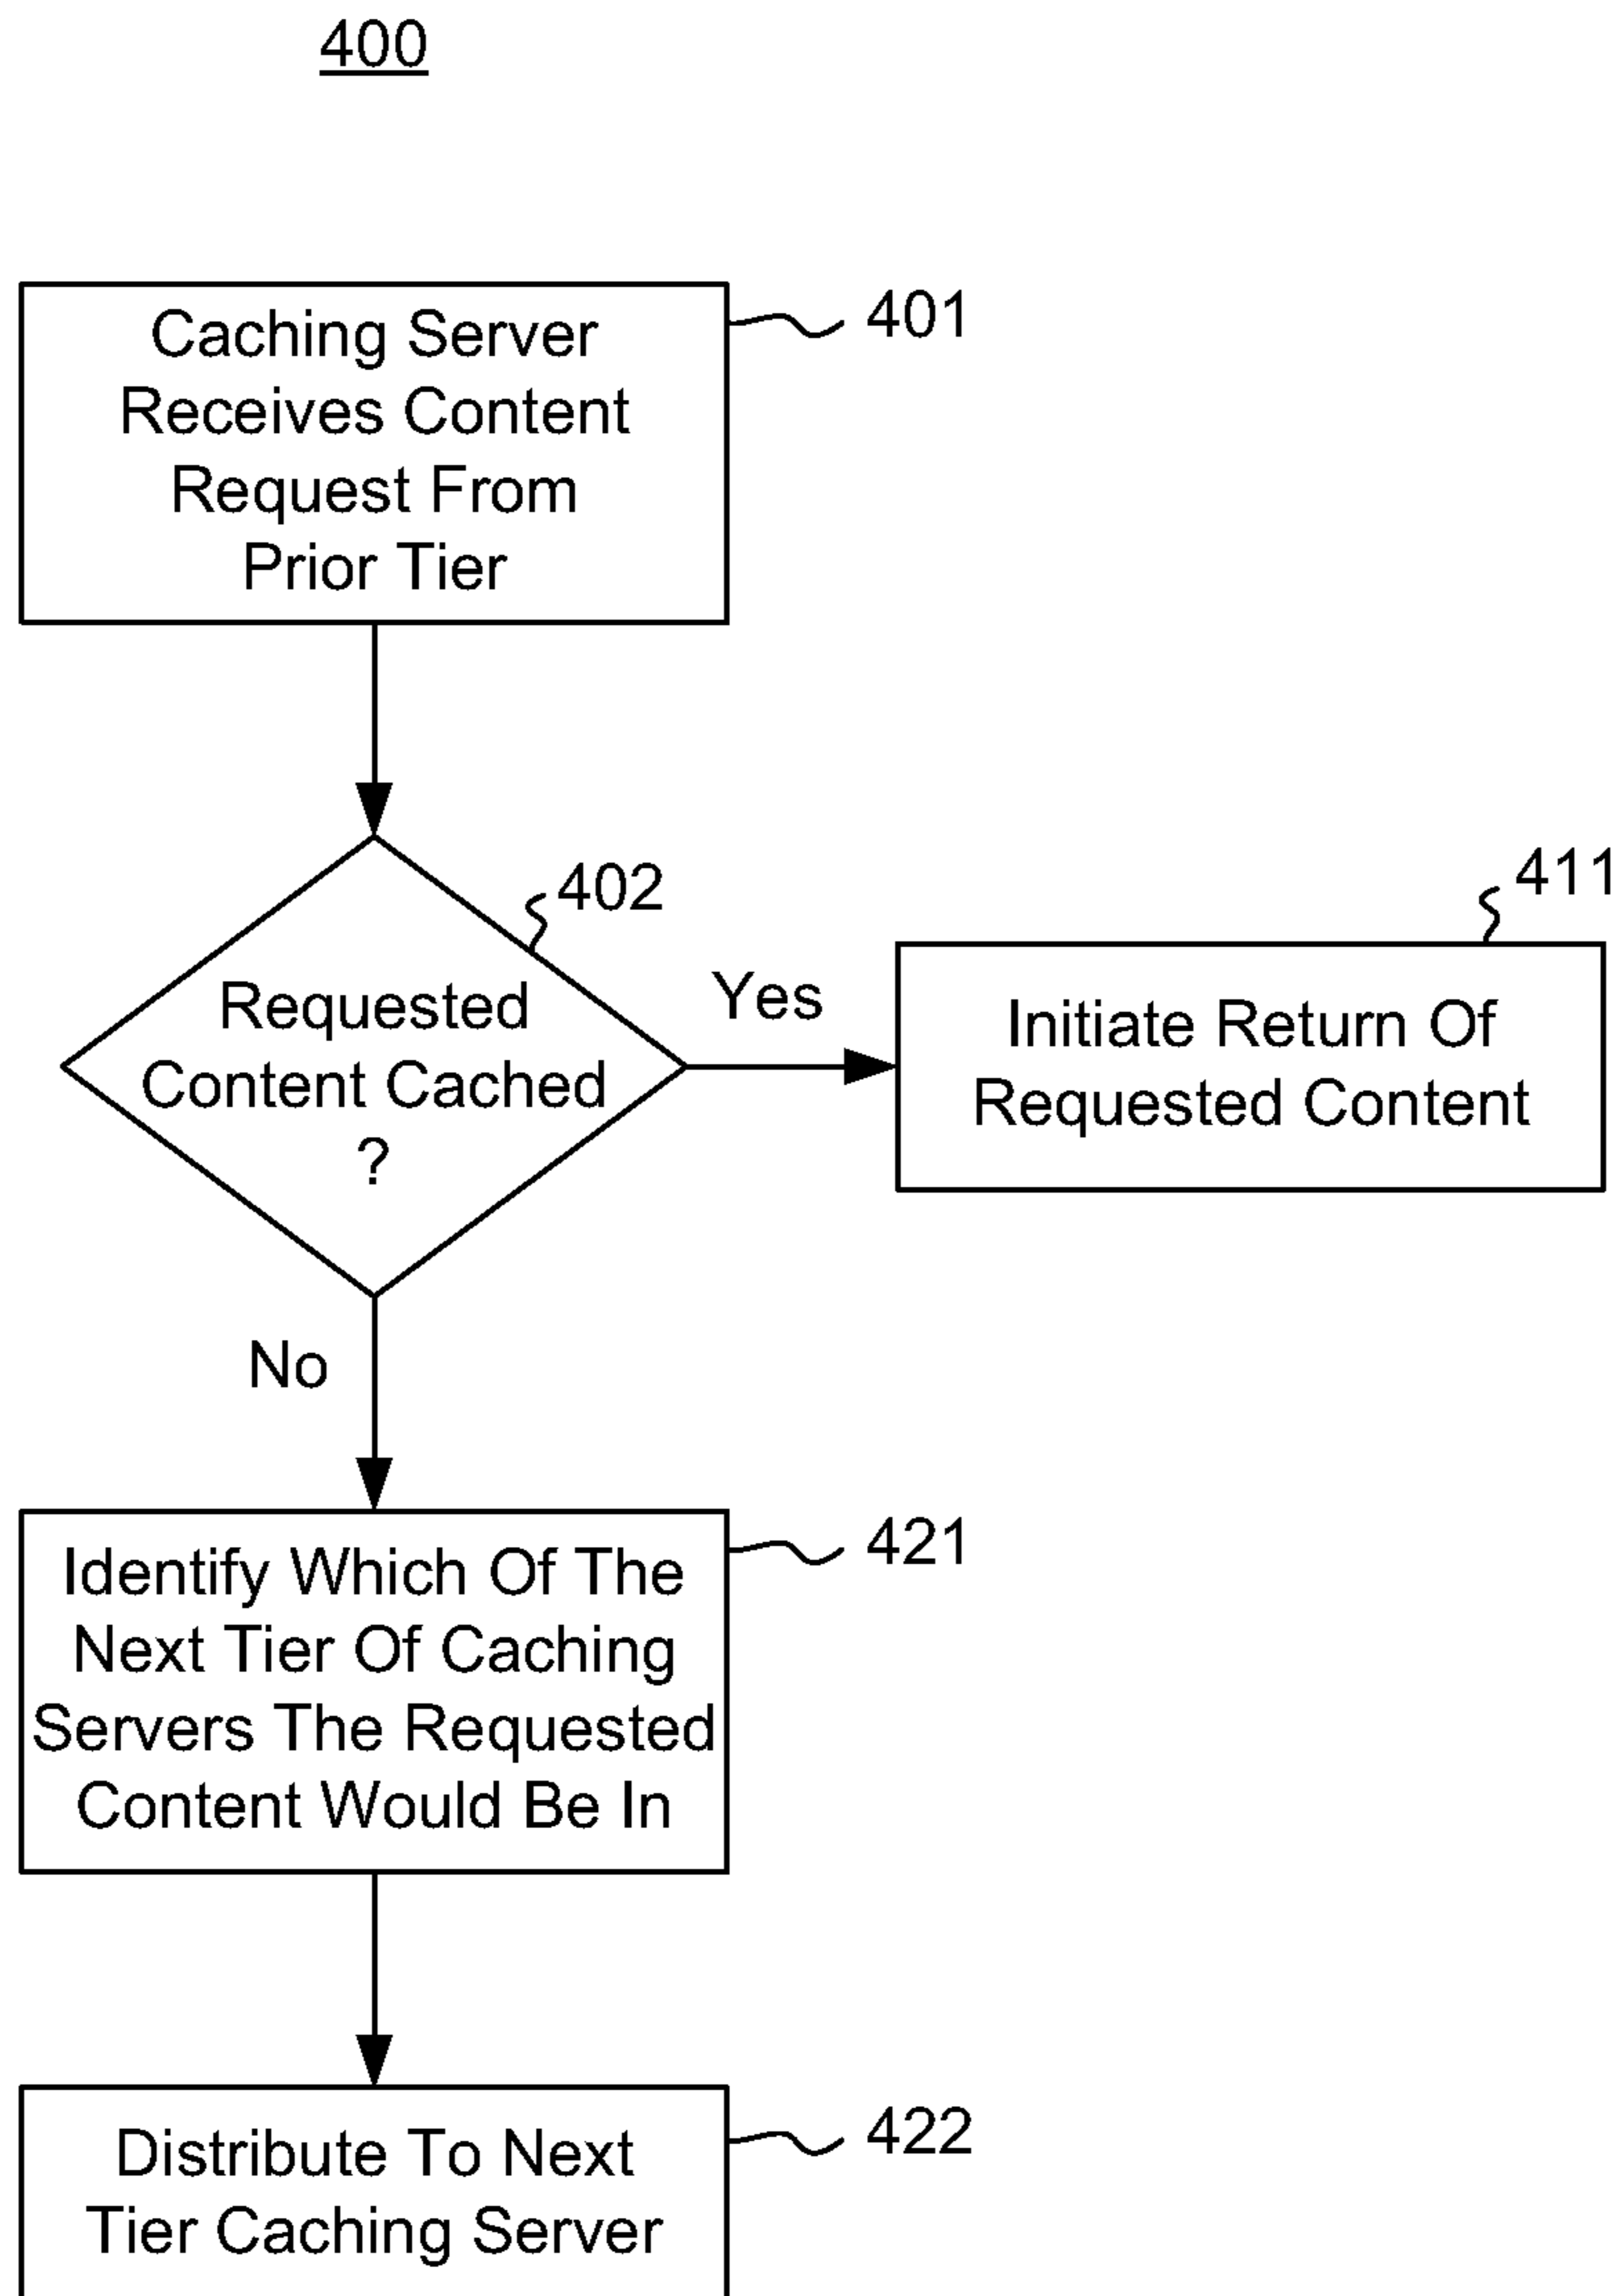 400
Caching Server
Receives Content
Request From
Prior Tier
401
402
Requested
Content Cached
?
Yes
411
Initiate Return Of
Requested Content
No
Identify Which Of The
Next Tier Of Caching
Servers The Requested
Content Would Be In
421
Distribute To Next
Tier Caching Server
422